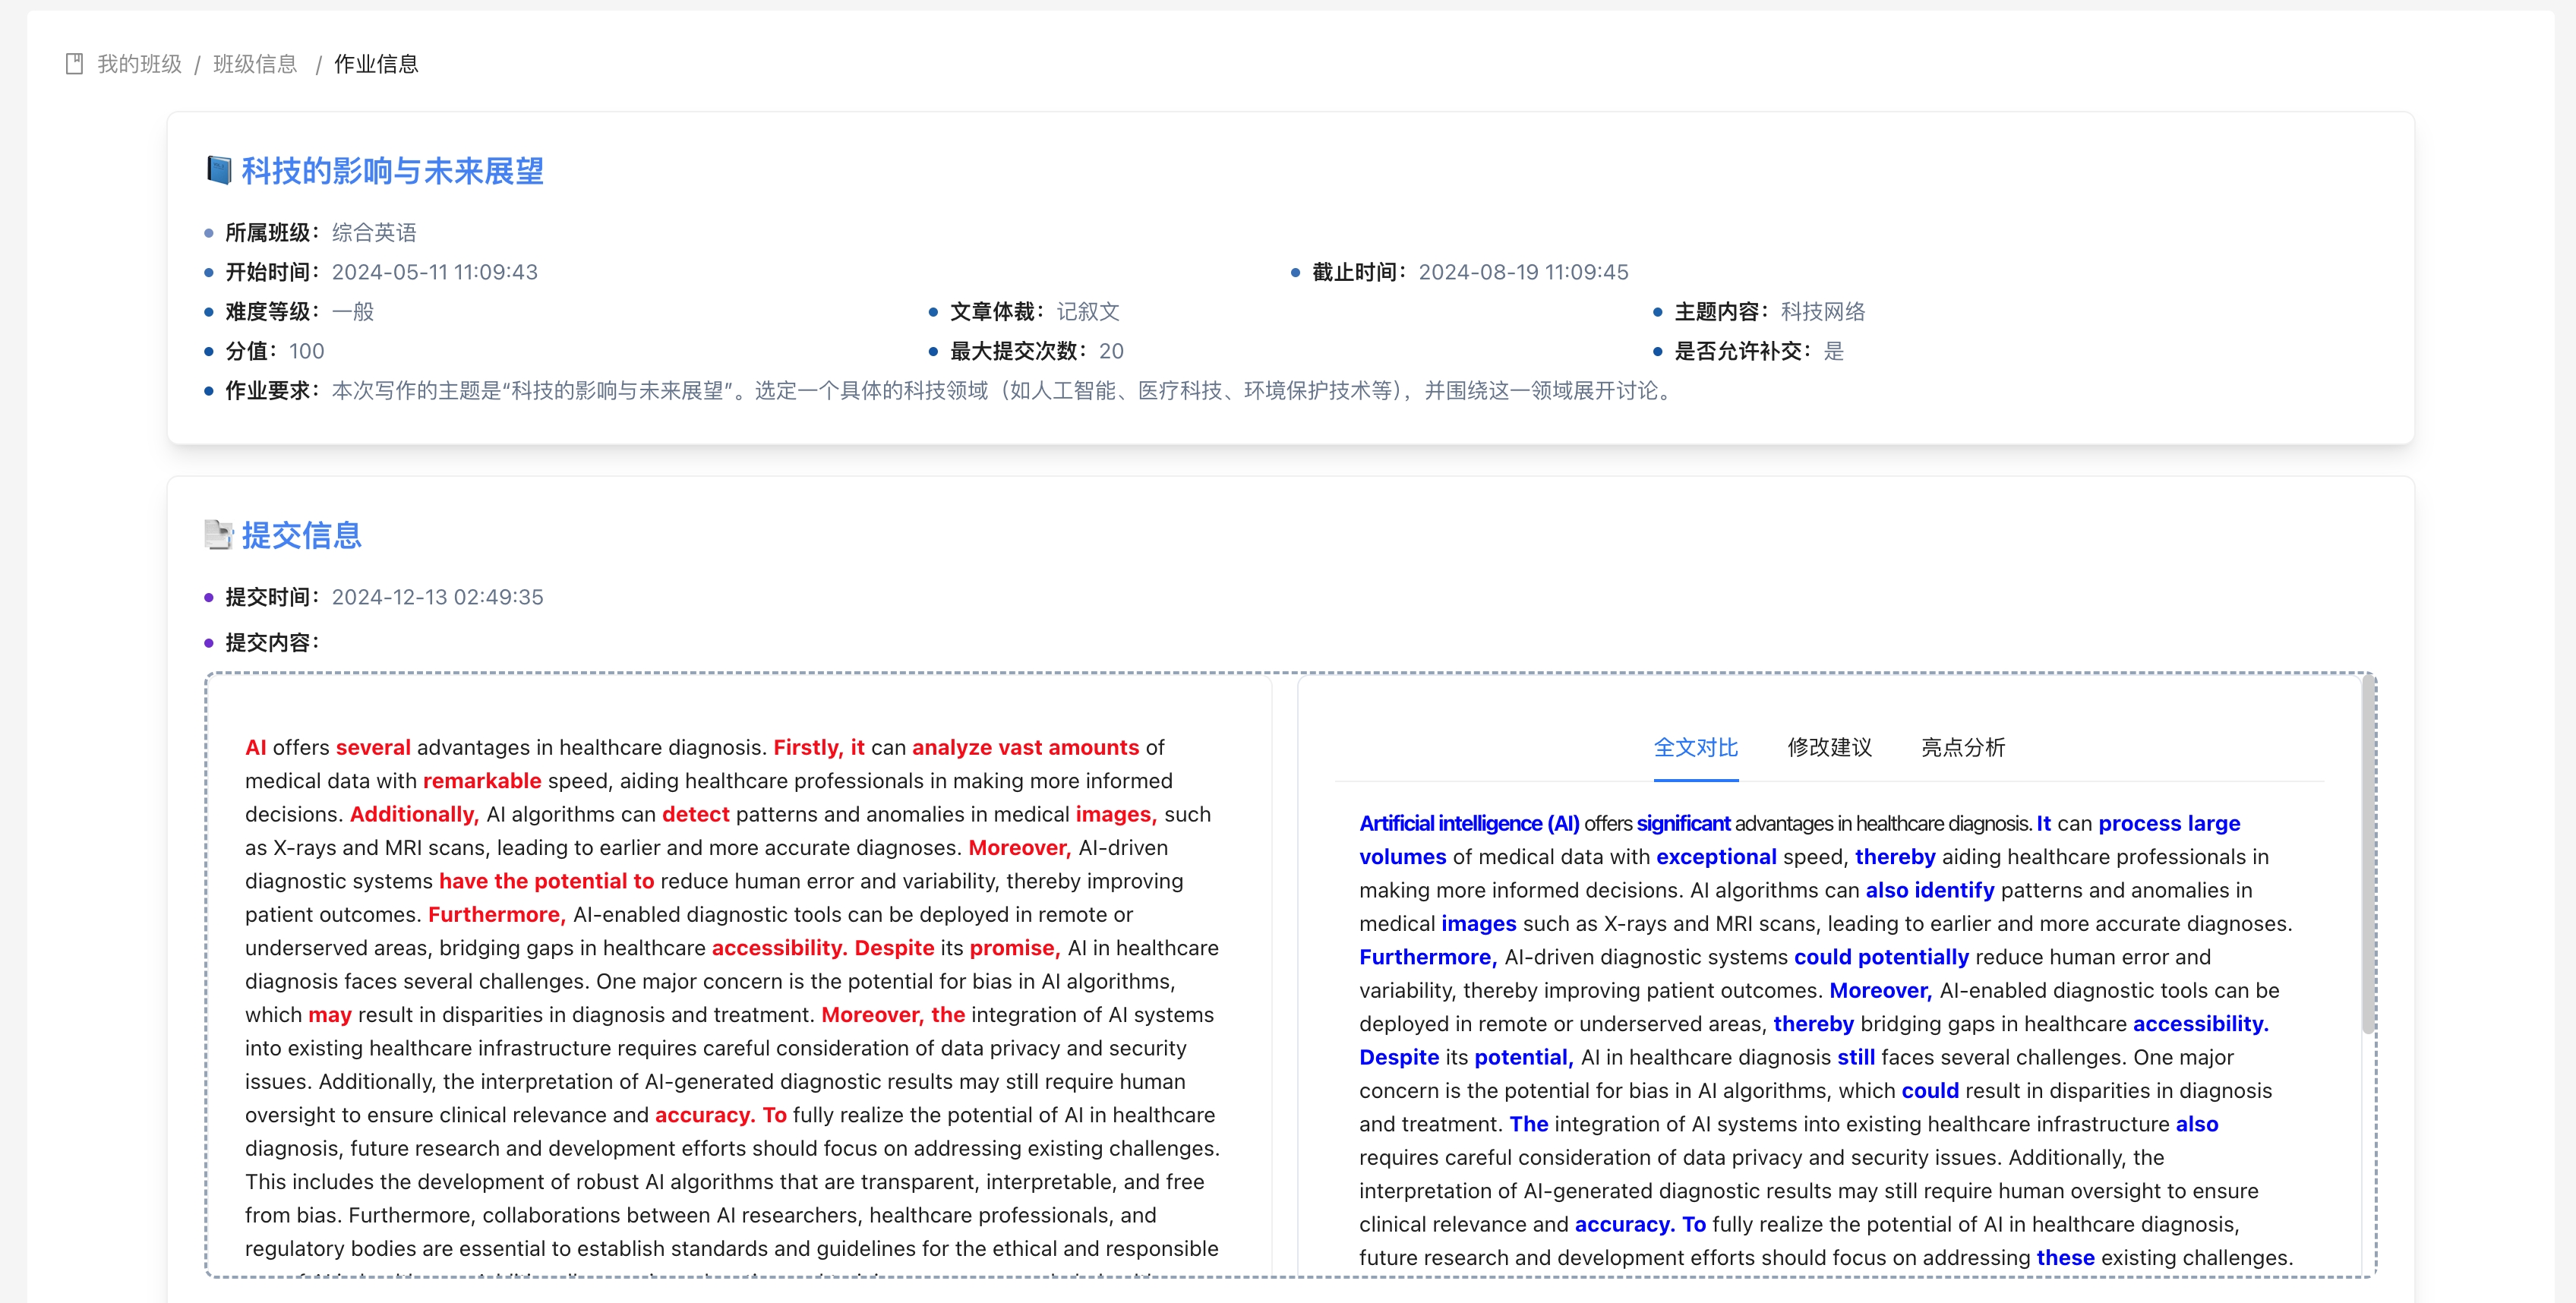 我的班级 / 班级信息 / 作业信息
科技的影响与未来展望
所属班级： 综合英语
开始时间： 2024-05-11 11:09:43 截止时间： 2024-08-19 11:09:45
难度等级： 一般 文章体裁： 记叙文 主题内容： 科技网络
分值： 100 最大提交次数： 20 是否允许补交： 是
作业要求： 本次写作的主题是“科技的影响与未来展望”。选定一个具体的科技领域（如人工智能、医疗科技、环境保护技术等），并围绕这一领域展开讨论。
提交信息
提交时间： 2024-12-13 02:49:35
提交内容：
AI offers several advantages in healthcare diagnosis. Firstly, it can analyze vast amounts of
medical data with remarkable speed, aiding healthcare professionals in making more informed
decisions. Additionally, AI algorithms can detect patterns and anomalies in medical images, such
as X-rays and MRI scans, leading to earlier and more accurate diagnoses. Moreover, AI-driven
diagnostic systems have the potential to reduce human error and variability, thereby improving
patient outcomes. Furthermore, AI-enabled diagnostic tools can be deployed in remote or
underserved areas, bridging gaps in healthcare accessibility. Despite its promise, AI in healthcare
diagnosis faces several challenges. One major concern is the potential for bias in AI algorithms,
which may result in disparities in diagnosis and treatment. Moreover, the integration of AI systems
into existing healthcare infrastructure requires careful consideration of data privacy and security
issues. Additionally, the interpretation of AI-generated diagnostic results may still require human
oversight to ensure clinical relevance and accuracy. To fully realize the potential of AI in healthcare
diagnosis, future research and development efforts should focus on addressing existing challenges.
This includes the development of robust AI algorithms that are transparent, interpretable, and free
from bias. Furthermore, collaborations between AI researchers, healthcare professionals, and
regulatory bodies are essential to establish standards and guidelines for the ethical and responsible
全文对比 修改建议 亮点分析
Artificial intelligence (AI) offers significant advantages in healthcare diagnosis. It can process large
volumes of medical data with exceptional speed, thereby aiding healthcare professionals in
making more informed decisions. AI algorithms can also identify patterns and anomalies in
medical images such as X-rays and MRI scans, leading to earlier and more accurate diagnoses.
Furthermore, AI-driven diagnostic systems could potentially reduce human error and
variability, thereby improving patient outcomes. Moreover, AI-enabled diagnostic tools can be
deployed in remote or underserved areas, thereby bridging gaps in healthcare accessibility.
Despite its potential, AI in healthcare diagnosis still faces several challenges. One major
concern is the potential for bias in AI algorithms, which could result in disparities in diagnosis
and treatment. The integration of AI systems into existing healthcare infrastructure also
requires careful consideration of data privacy and security issues. Additionally, the
interpretation of AI-generated diagnostic results may still require human oversight to ensure
clinical relevance and accuracy. To fully realize the potential of AI in healthcare diagnosis,
future research and development efforts should focus on addressing these existing challenges.